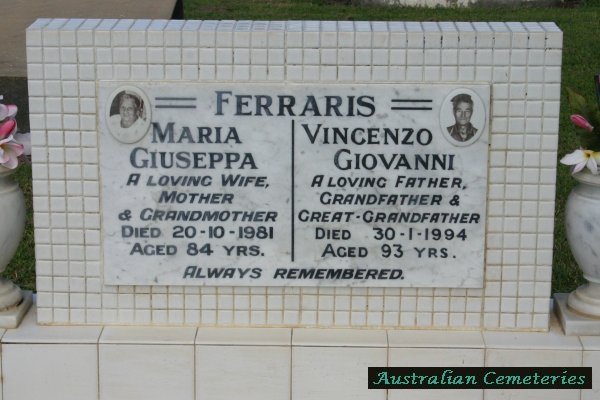 FERRARIS
MARIA
GIUSEPPA
A LOVING WIFE,
MOTHER
& GRANDMOTHER
DIED 20-10-1981
AGED 84 YRS.
VINCENZO
GIOVANNI
A LOVING FATHER,
GRANDFATHER &
GREAT-GRANDFATHER
DIED 30-1-1994
AGED 93 YRS.
ALWAYS REMEMBERED.
Australian Cemeteries